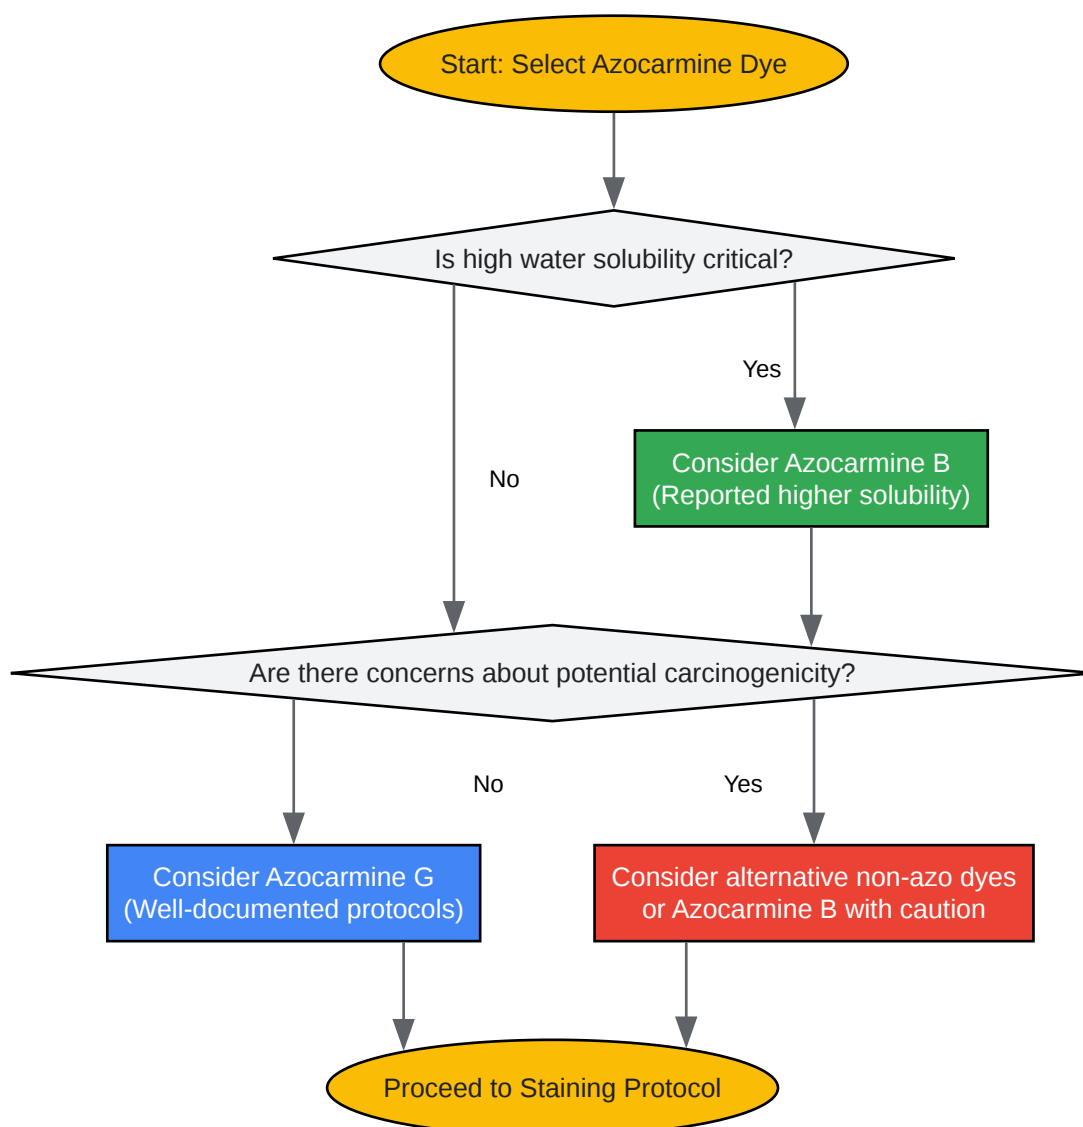 Start: Select Azocarmine Dye
Is high water solubility critical?
Yes
Consider Azocarmine B
(Reported higher solubility)
No
Are there concerns about potential carcinogenicity?
No
Yes
Consider Azocarmine G
(Well-documented protocols)
Consider alternative non-azo dyes
or Azocarmine B with caution
Proceed to Staining Protocol